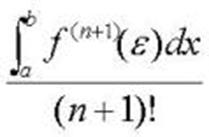 ∫_a^b f^{(n+1)}(ε)dx
(n+1)!